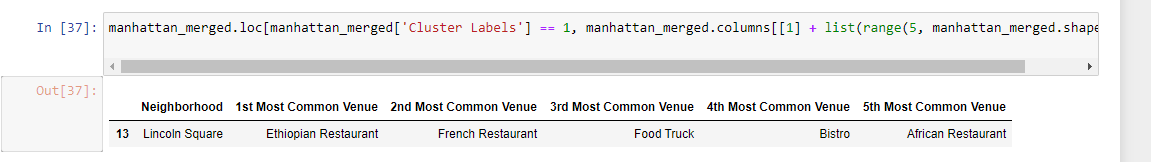 In [37]: manhattan_merged.loc[manhattan_merged['Cluster Labels'] == 1, manhattan_merged.columns[[1] + list(range(5, manhattan_merged.shape
Out[37]:
Neighborhood 1st Most Common Venue 2nd Most Common Venue 3rd Most Common Venue 4th Most Common Venue 5th Most Common Venue
13 Lincoln Square Ethiopian Restaurant French Restaurant Food Truck Bistro African Restaurant